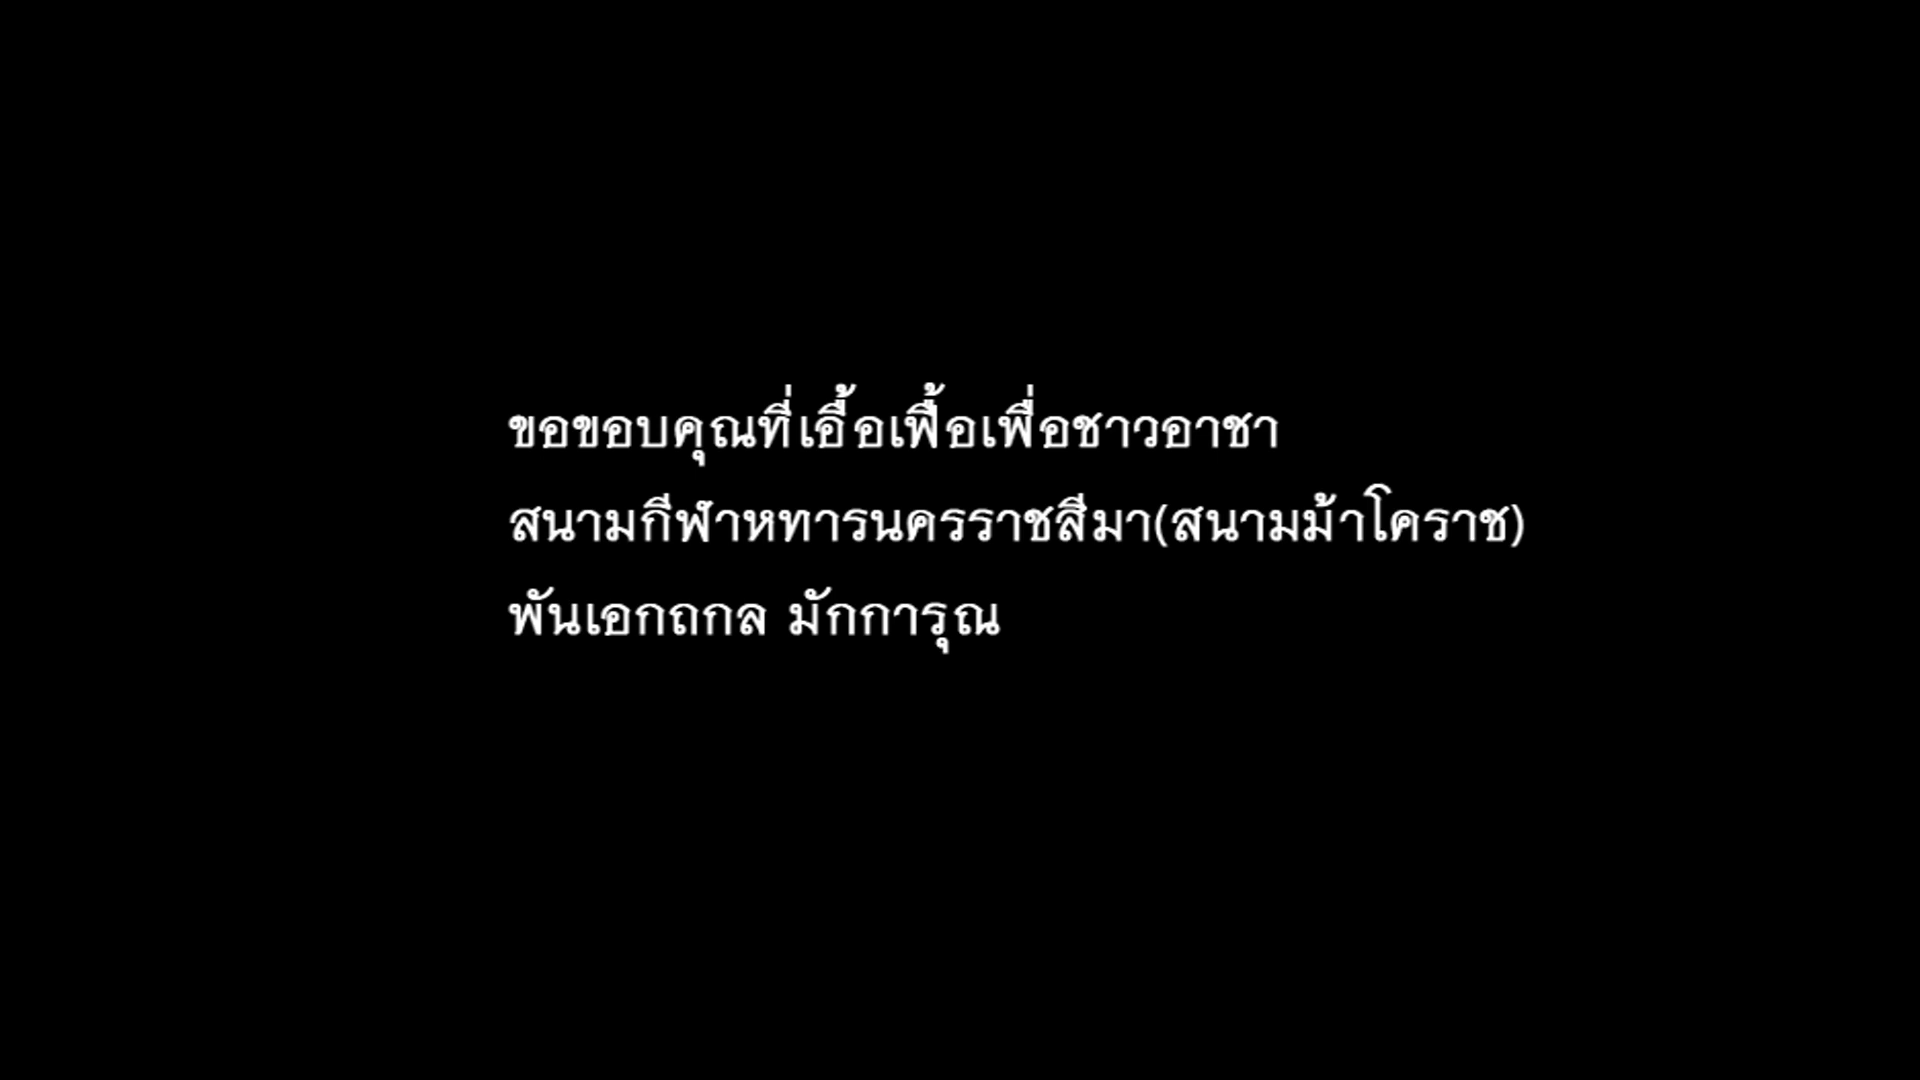 ขอขอบคุณที่เอื้อเฟื้อเพื่อชาวอาชา
สนามกีฬาหทารนครราชสีมา(สนามม้าโคราช)
พันเอกถกล มักการุณ